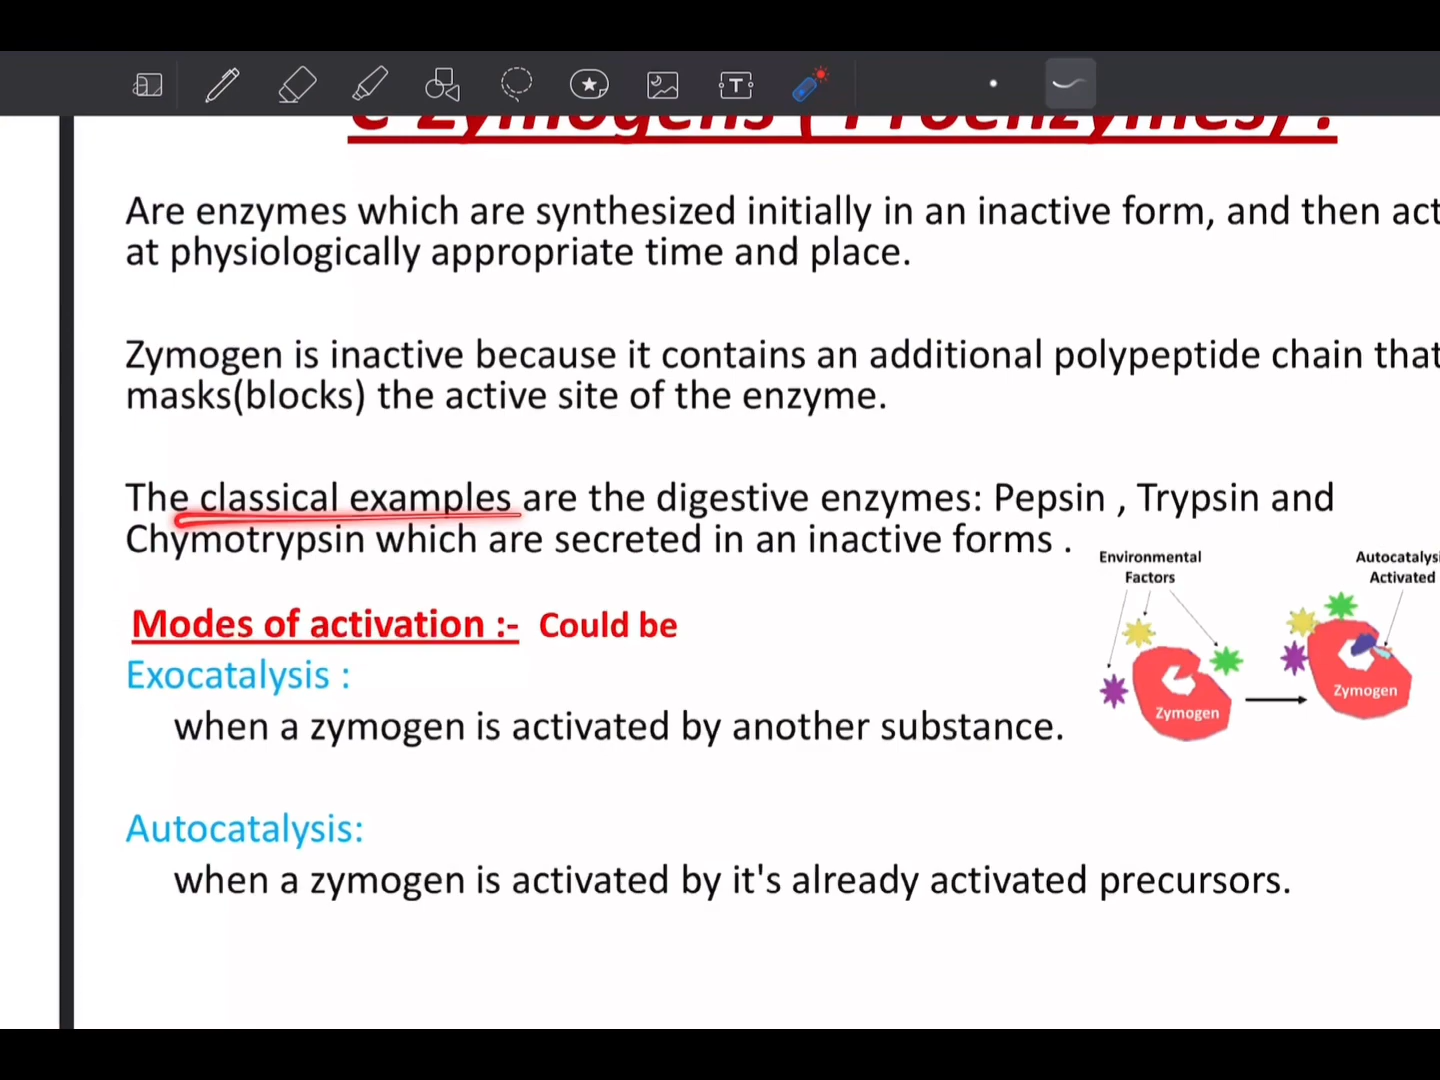 C-Zymogens ( Proenzymes) :
Are enzymes which are synthesized initially in an inactive form, and then act
at physiologically appropriate time and place.
Zymogen is inactive because it contains an additional polypeptide chain that
masks(blocks) the active site of the enzyme.
The classical examples are the digestive enzymes: Pepsin , Trypsin and
Chymotrypsin which are secreted in an inactive forms .
Environmental
Factors
Autocatalysi
Activated
Modes of activation :- Could be
Exocatalysis :
when a zymogen is activated by another substance.
Zymogen
Zymogen
Autocatalysis:
when a zymogen is activated by it's already activated precursors.